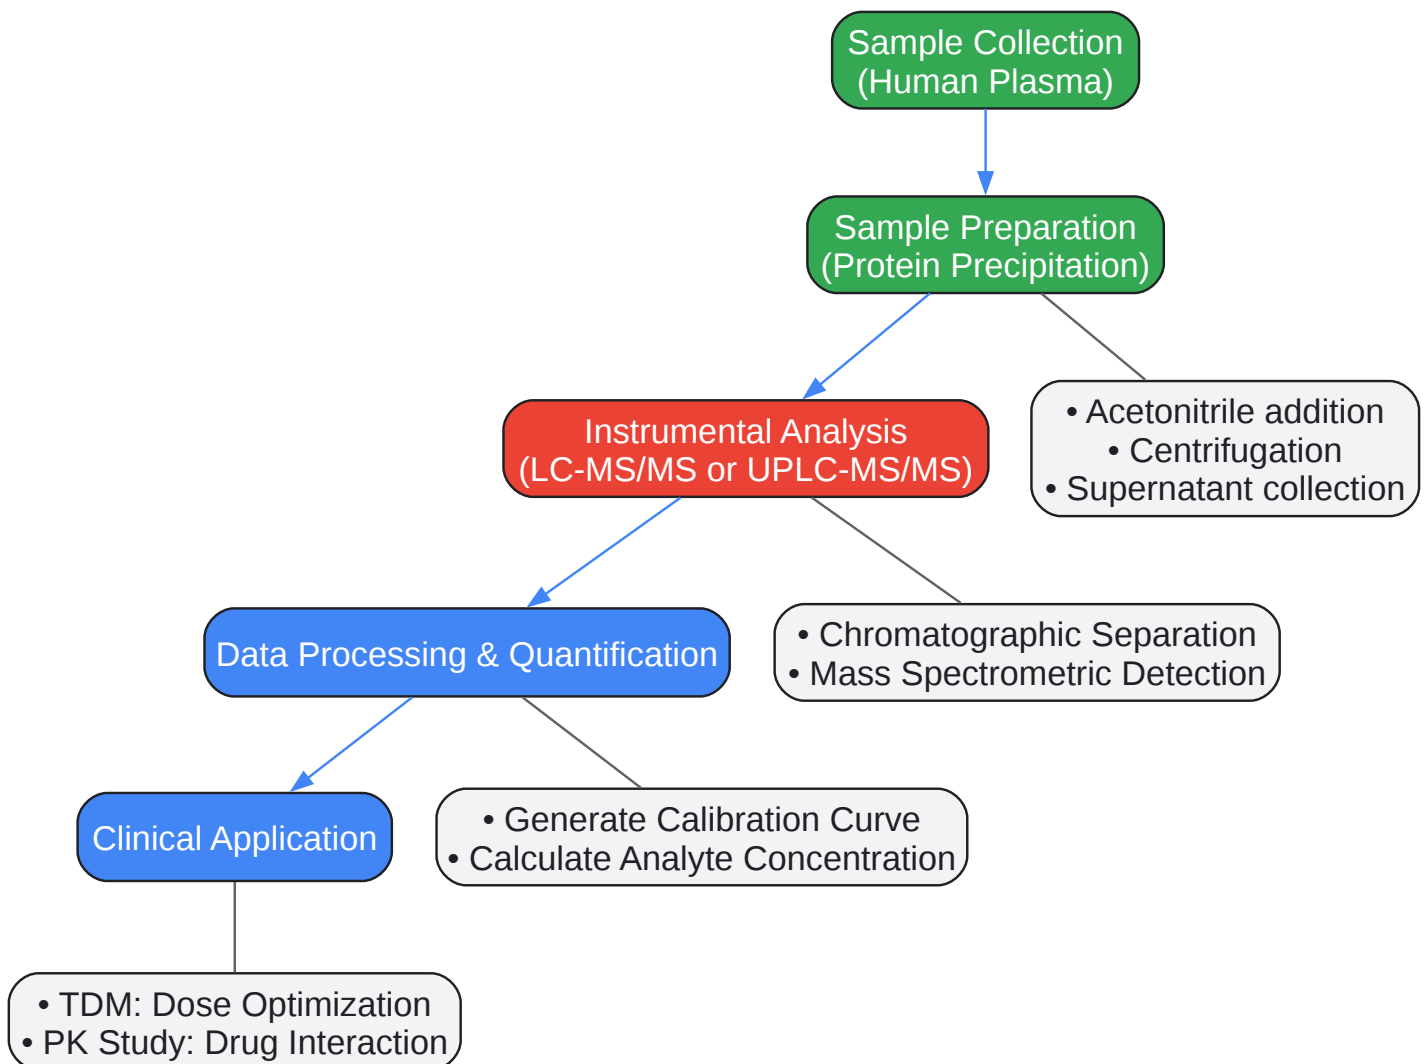 Sample Collection
(Human Plasma)
Sample Preparation
(Protein Precipitation)
• Acetonitrile addition
• Centrifugation
• Supernatant collection
Instrumental Analysis
(LC-MS/MS or UPLC-MS/MS)
• Chromatographic Separation
• Mass Spectrometric Detection
Data Processing & Quantification
• Generate Calibration Curve
• Calculate Analyte Concentration
Clinical Application
• TDM: Dose Optimization
• PK Study: Drug Interaction